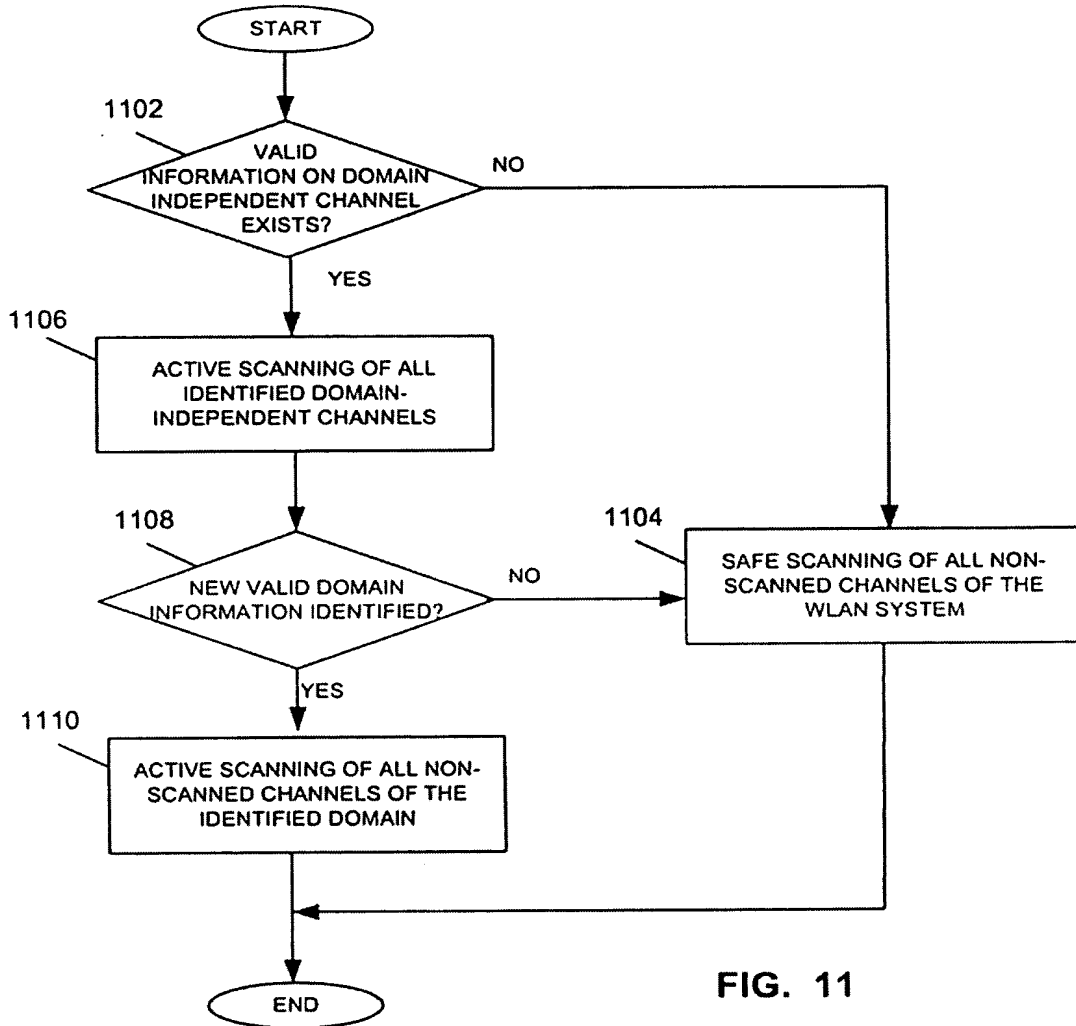 START
1102
VALID
INFORMATION ON DOMAIN
INDEPENDENT CHANNEL
EXISTS?
NO
YES
1106
ACTIVE SCANNING OF ALL
IDENTIFIED DOMAIN-
INDEPENDENT CHANNELS
1108
NEW VALID DOMAIN
INFORMATION IDENTIFIED?
NO
1104
SAFE SCANNING OF ALL NON-
SCANNED CHANNELS OF THE
WLAN SYSTEM
YES
1110
ACTIVE SCANNING OF ALL NON-
SCANNED CHANNELS OF THE
IDENTIFIED DOMAIN
END
FIG. 11